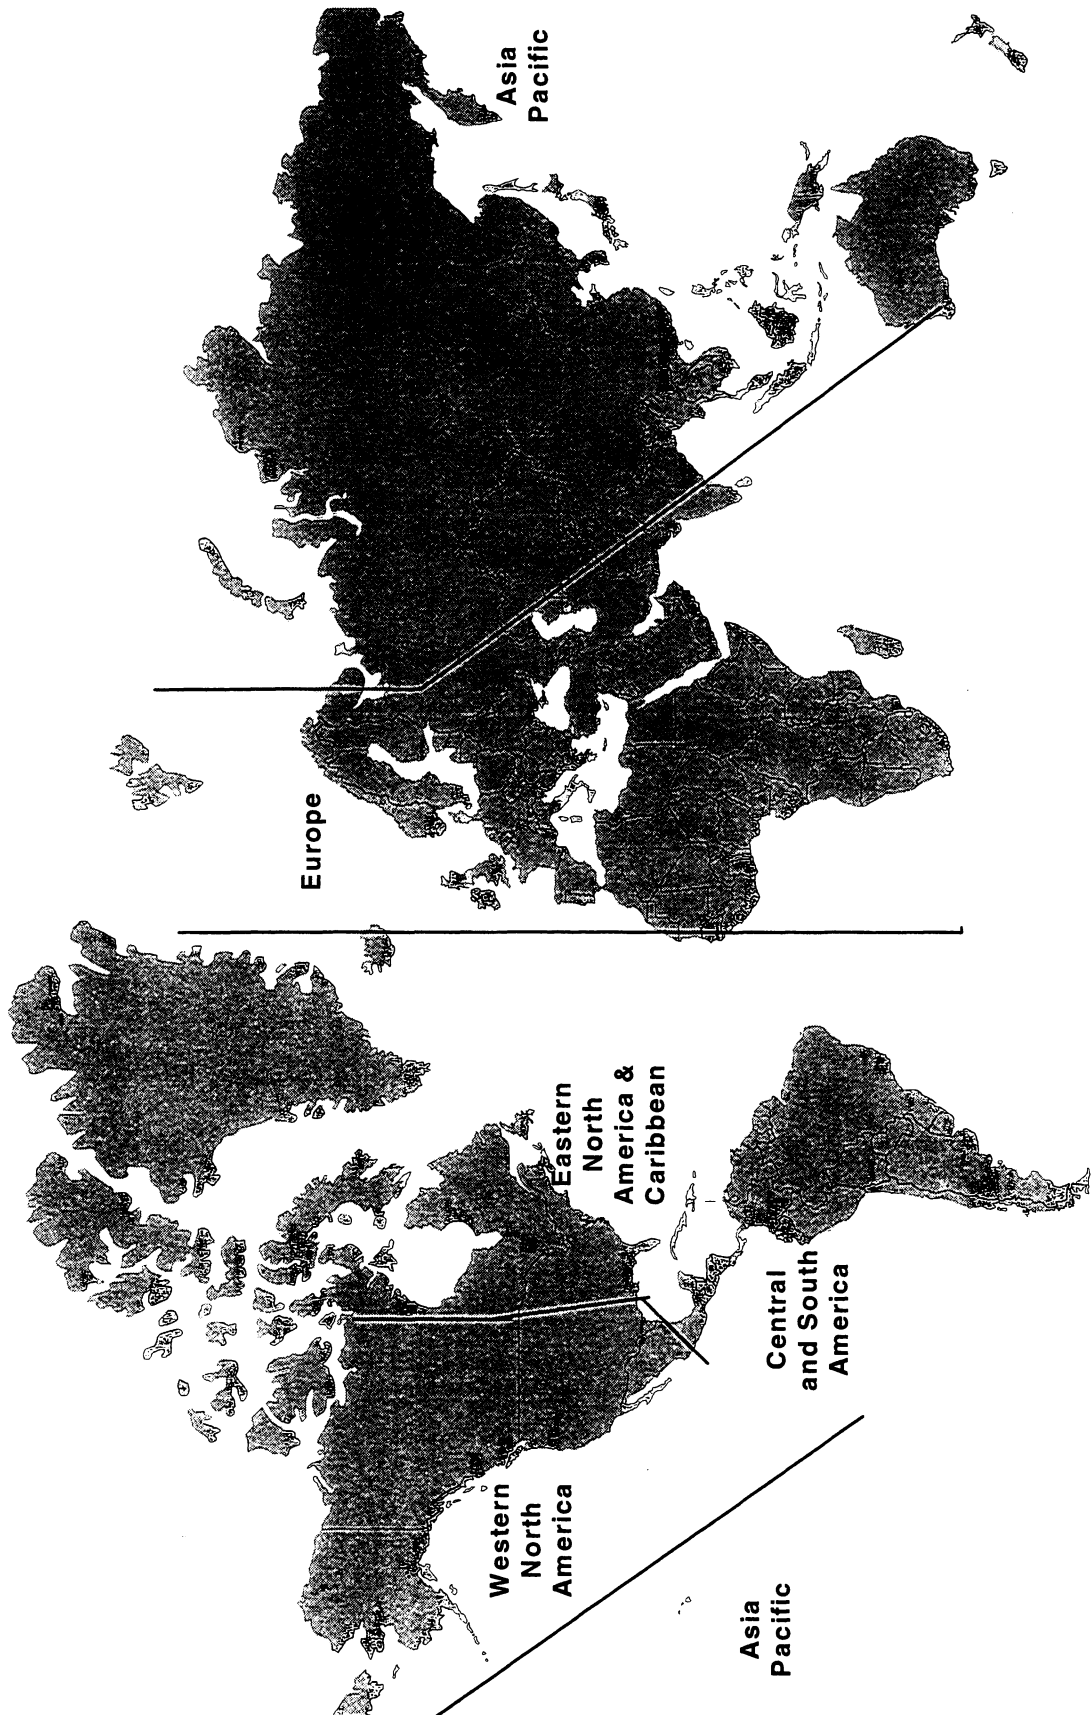 Western
North
America
Asia
Pacific
Central
and South
America
Eastern
North
America &
Caribbean
Europe
Asia
Pacific